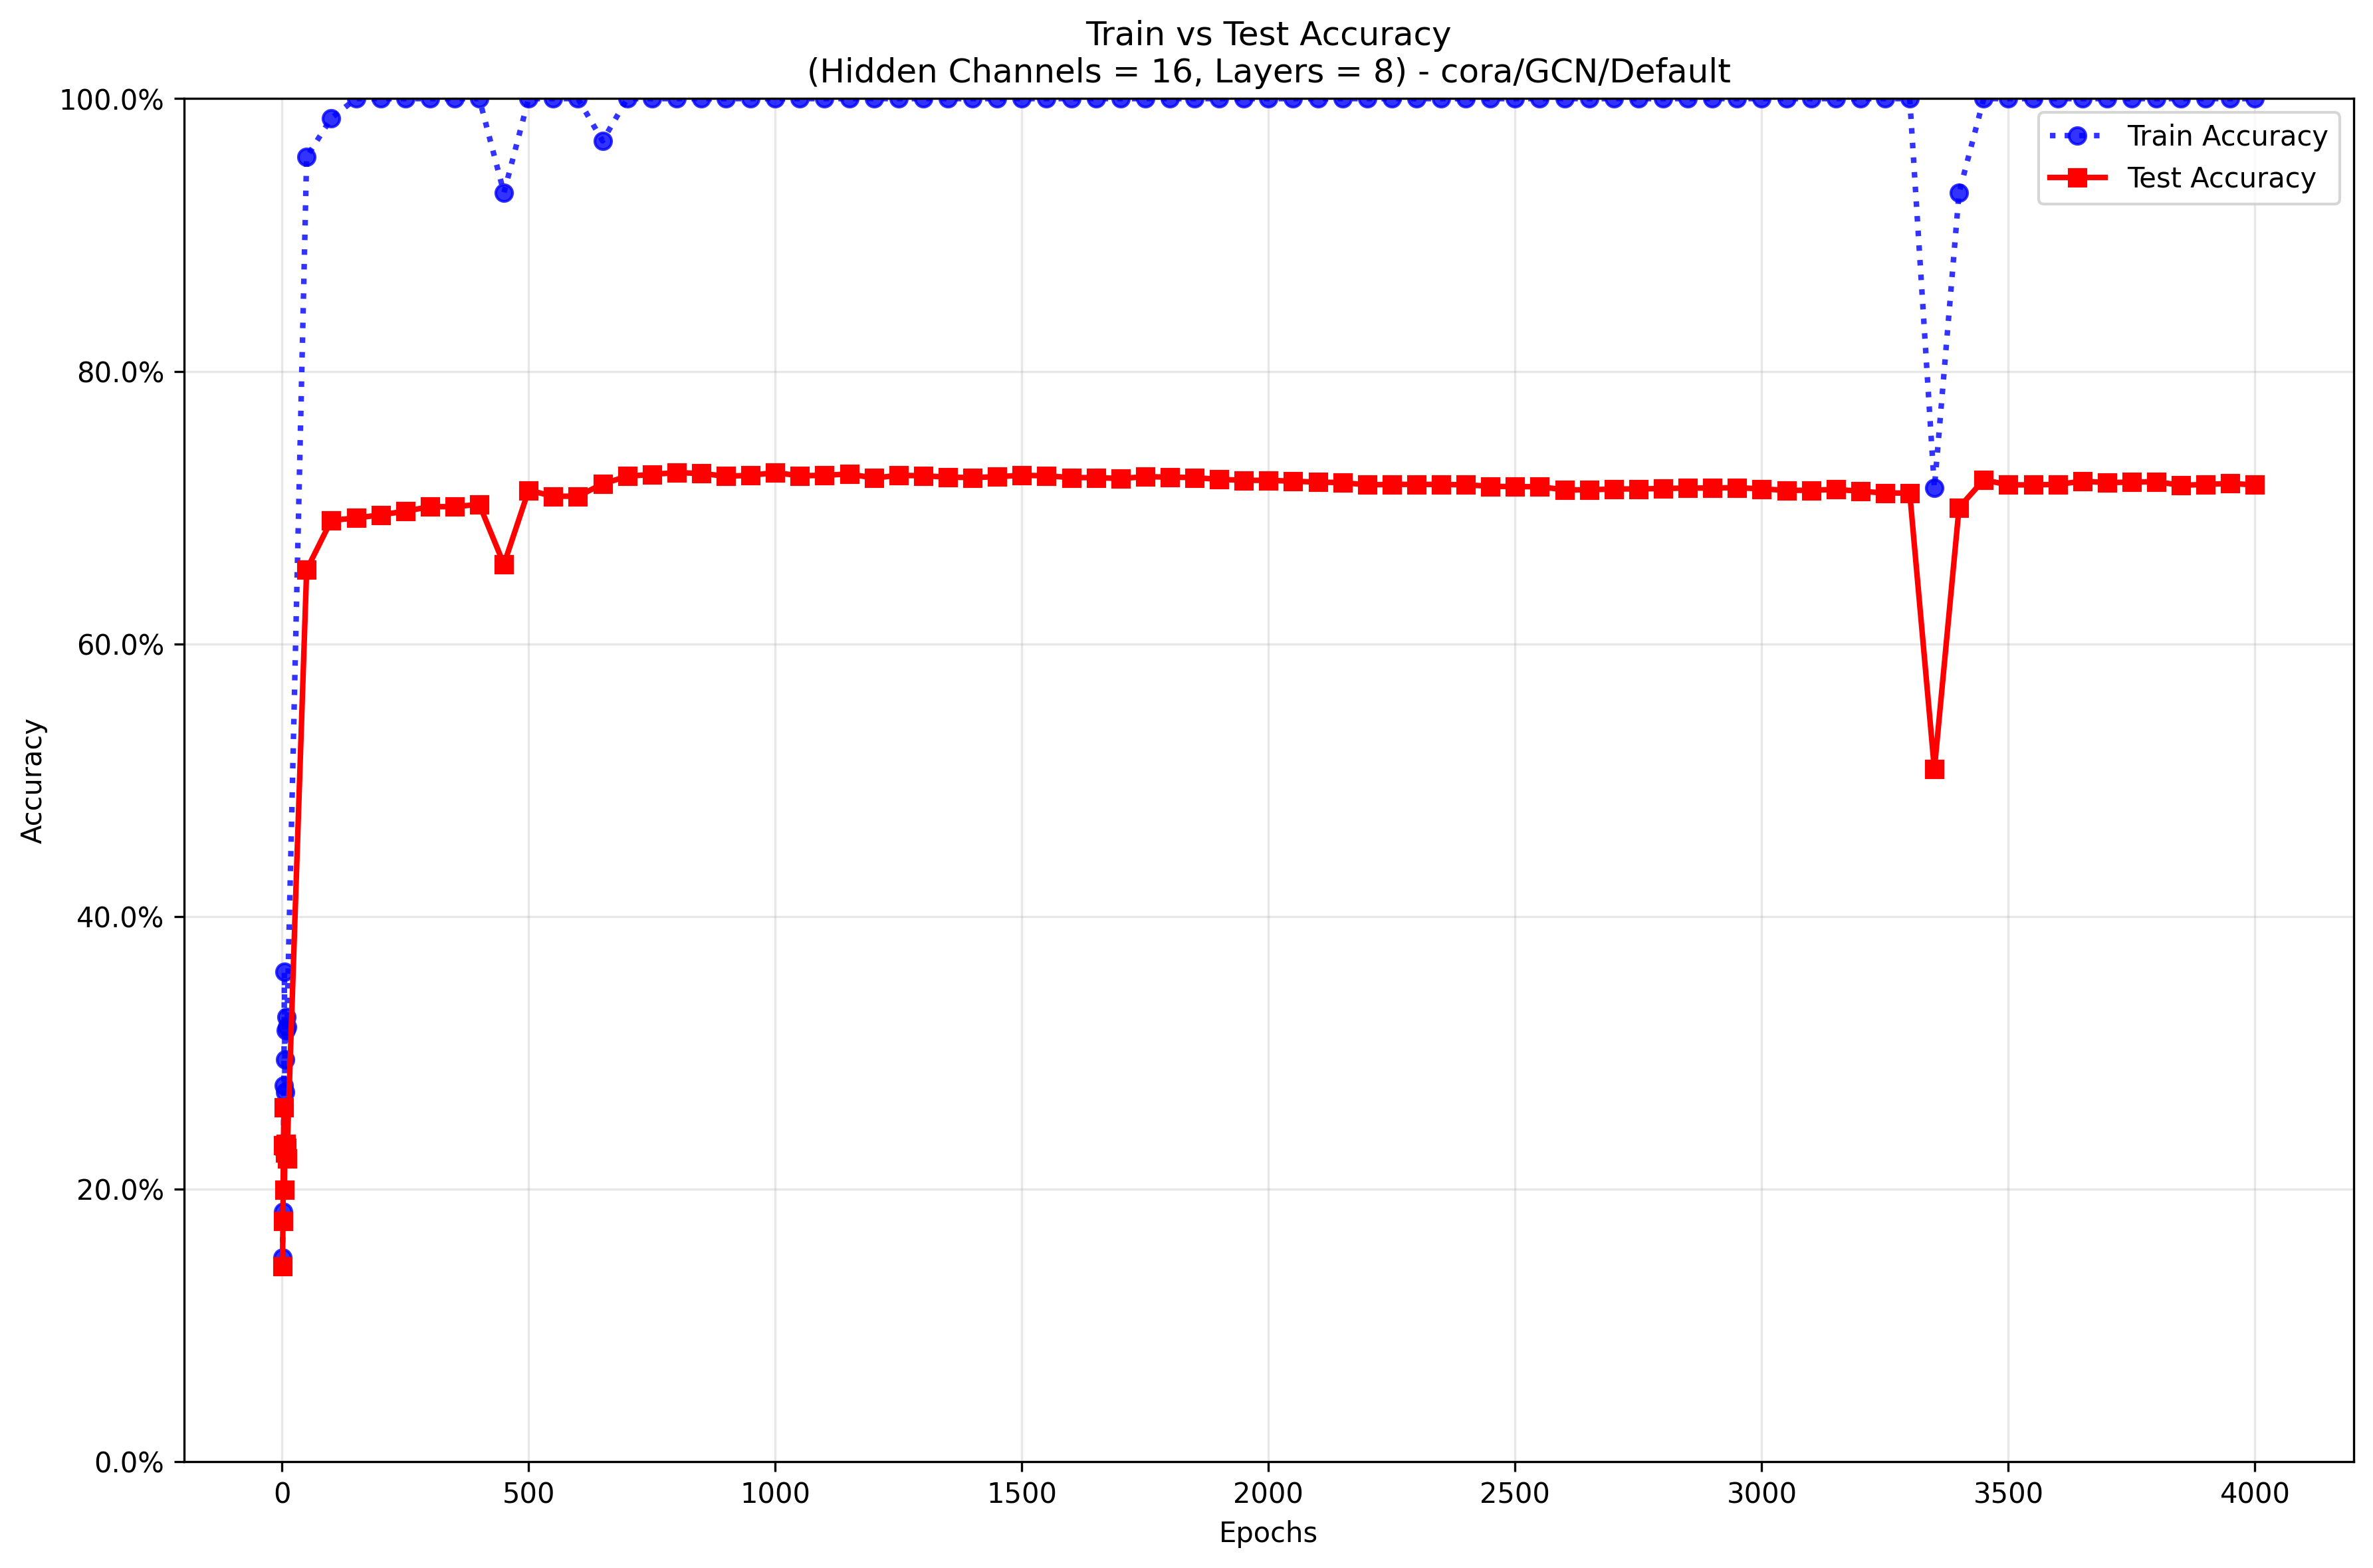 Train vs Test Accuracy
(Hidden Channels = 16, Layers = 8) - cora/GCN/Default
100.0%
80.0%
60.0%
40.0%
20.0%
0.0%
Accuracy
Train Accuracy
Test Accuracy
0 500 1000 1500 2000 2500 3000 3500 4000
Epochs